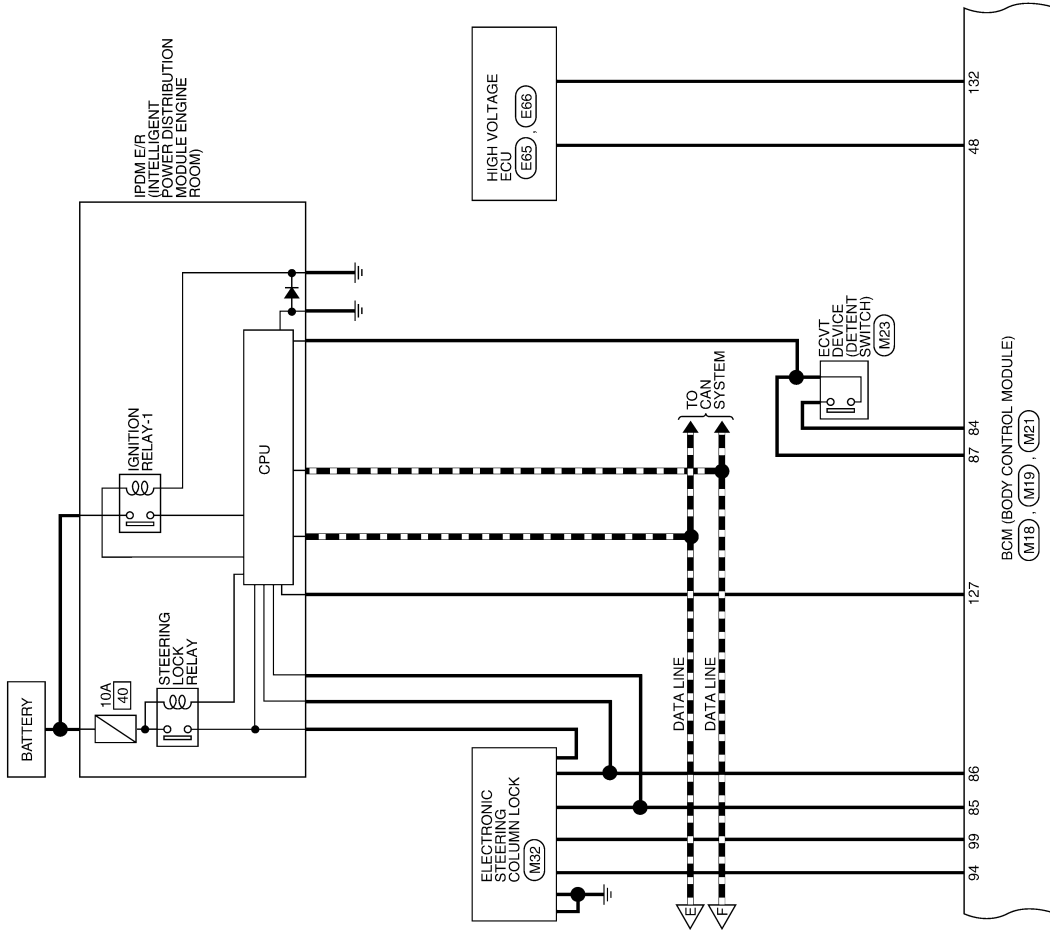 BATTERY
10A
40
STEERING
LOCK
RELAY
IGNITION
RELAY-1
IPDM E/R
(INTELLIGENT
POWER DISTRIBUTION
MODULE ENGINE
ROOM)
CPU
ELECTRONIC
STEERING
COLUMN LOCK
M32
HIGH VOLTAGE
ECU
E65 , E66
E
F
DATA LINE
DATA LINE
TO
CAN
SYSTEM
ECVT
DEVICE
(DETENT
SWITCH)
M23
94
99
85
86
127
87
84
48
132
BCM (BODY CONTROL MODULE)
M18 , M19 , M21